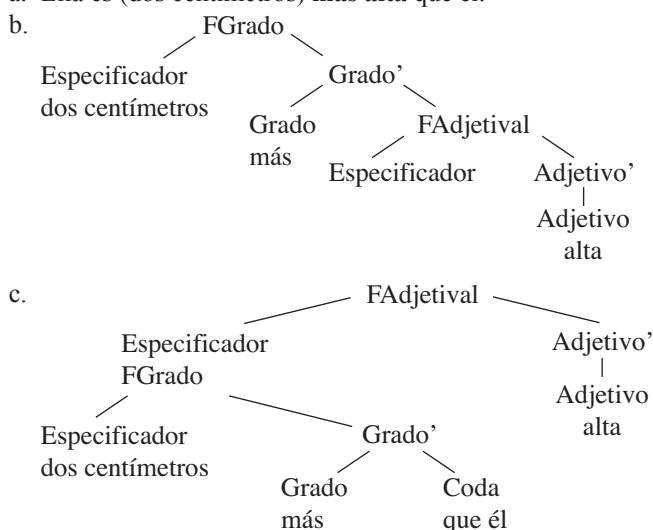 a. Ella es (dos centímetros) más alta que él.
b. FGrado
Especificador Grado’
dos centímetros
Grado FAdjetival
más
Especificador Adjetivo’
Adjetivo
alta
c. FAdjetival
Especificador Adjetivo’
FGrado
Adjetivo
Especificador Grado’ alta
dos centímetros
Grado Coda
más que él